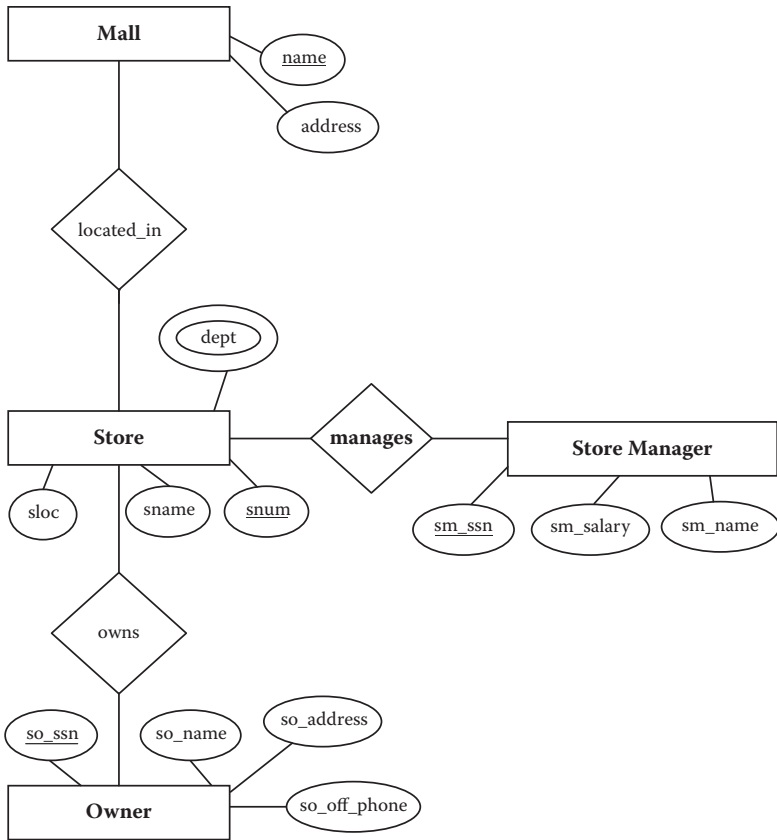 Mall
name
address
located_in
dept
Store
manages
Store Manager
sloc
sname
snum
sm_ssn
sm_salary
sm_name
owns
so_ssn
so_name
so_address
Owner
so_off_phone